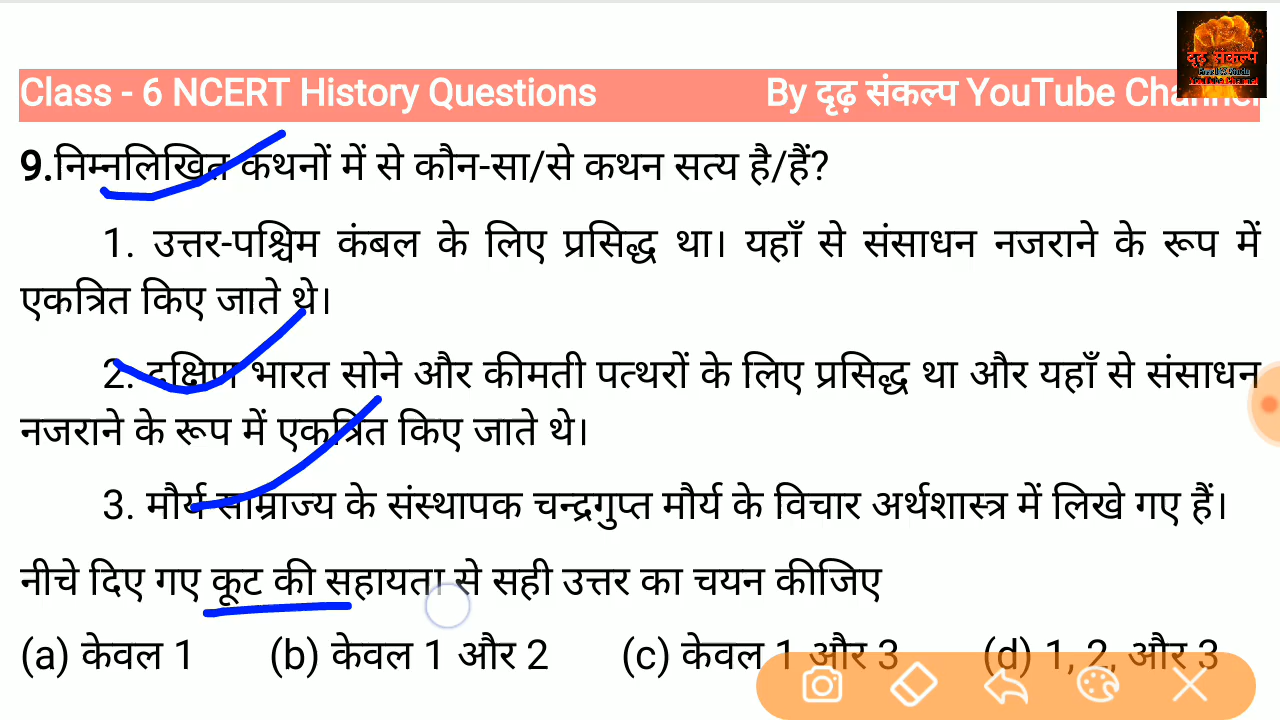 दृढ़ संकल्प
Class - 6 NCERT History Questions By दृढ़ संकल्प YouTube Channel
9.निम्नलिखित कथनों में से कौन-सा/से कथन सत्य है/हैं?
1. उत्तर-पश्चिम कंबल के लिए प्रसिद्ध था। यहाँ से संसाधन नजराने के रूप में
एकत्रित किए जाते थे।
2. दक्षिण भारत सोने और कीमती पत्थरों के लिए प्रसिद्ध था और यहाँ से संसाधन
नजराने के रूप में एकत्रित किए जाते थे।
3. मौर्य साम्राज्य के संस्थापक चन्द्रगुप्त मौर्य के विचार अर्थशास्त्र में लिखे गए हैं।
नीचे दिए गए कूट की सहायता से सही उत्तर का चयन कीजिए
(a) केवल 1 (b) केवल 1 और 2 (c) केवल 1 और 3 (d) 1, 2, और 3